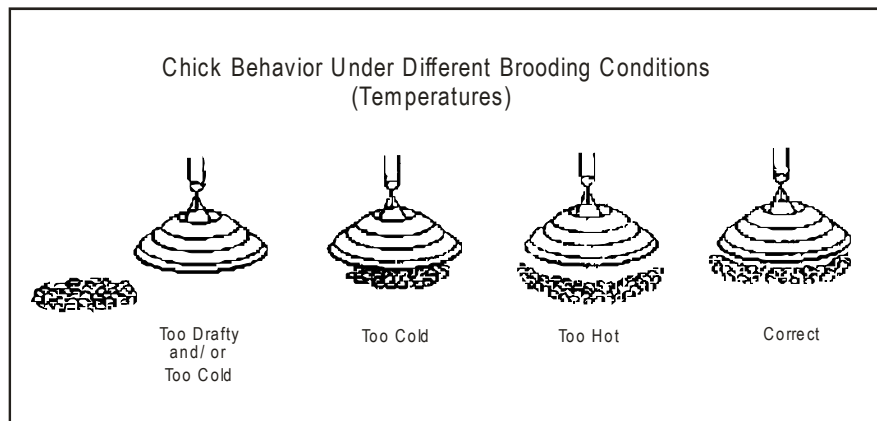 Chick Behavior Under Different Brooding Conditions
(Temperatures)
Too Drafty
and/ or
Too Cold
Too Cold
Too Hot
Correct